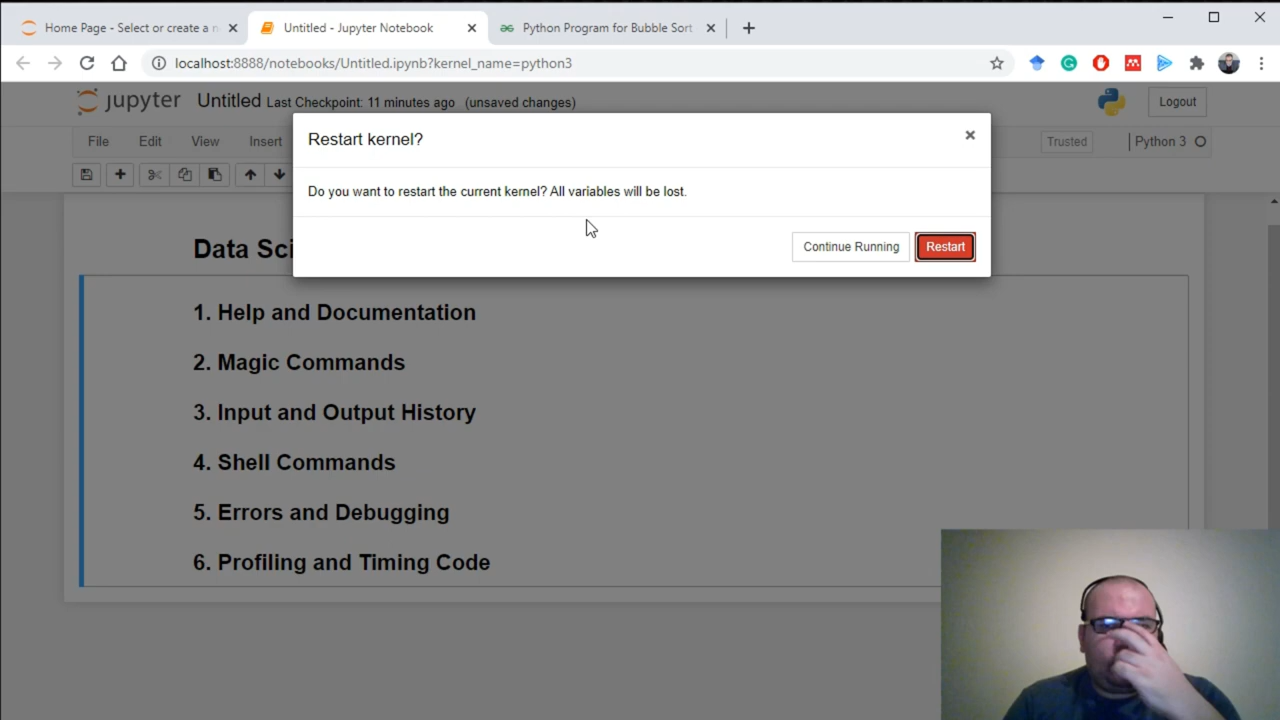 Home Page - Select or create a n
Untitled - Jupyter Notebook
Python Program for Bubble Sort
localhost:8888/notebooks/Untitled.ipynb?kernel_name=python3
jupyter Untitled Last Checkpoint: 11 minutes ago (unsaved changes)
Logout
File Edit View Insert
Trusted
Python 3
Restart kernel?
Do you want to restart the current kernel? All variables will be lost.
Continue Running
Restart
Data Sci
1. Help and Documentation
2. Magic Commands
3. Input and Output History
4. Shell Commands
5. Errors and Debugging
6. Profiling and Timing Code